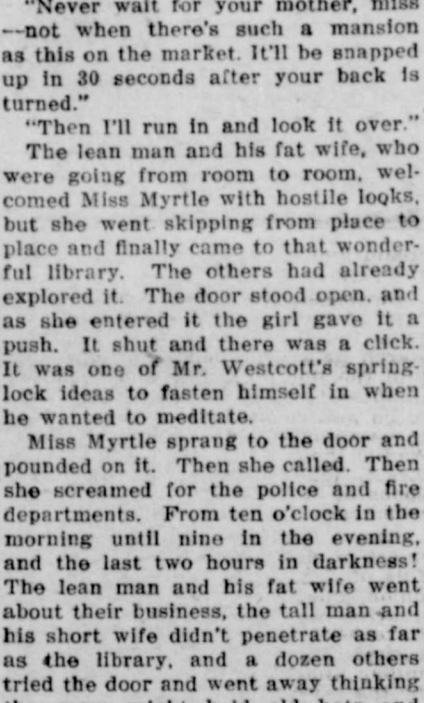 "Never wait for your mother, miss
—not when there's such a mansion
as this on the market. It'll be snapped
up in 30 seconds after your back is
turned."
"Then I'll run in and look it over."
The lean man and his fat wife, who
were going from room to room, wel-
comed Miss Myrtle with hostile looks,
but she went skipping from place to
place and finally came to that wonder-
ful library. The others had already
explored it. The door stood open, and
as she entered it the girl gave it a
push. It shut and there was a click.
It was one of Mr. Westcott's spring-
lock ideas to fasten himself in when
he wanted to meditate.
Miss Myrtle sprang to the door and
pounded on it. Then she called. Then
she screamed for the police and fire
departments. From ten o'clock in the
morning until nine in the evening,
and the last two hours in darkness!
The lean man and his fat wife went
about their business, the tall man and
his short wife didn't penetrate as far
as the library, and a dozen others
tried the door and went away thinking